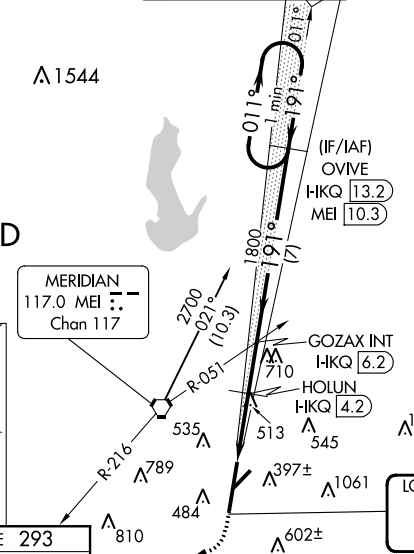 011°
1544
011°
1 min
191°
(IF/IAF)
OVIVE
I-IKQ 13.2
MEI 10.3
D
1800
191°
(7)
MERIDIAN
117.0 MEI
Chan 117
2700
021°
(10.3)
R-051
GOZAX INT
I-IKQ 6.2
710
HOLUN
I-IKQ 4.2
535
513
545
1
R-216
789
397±
1061
484
LO
E 293
810
602±